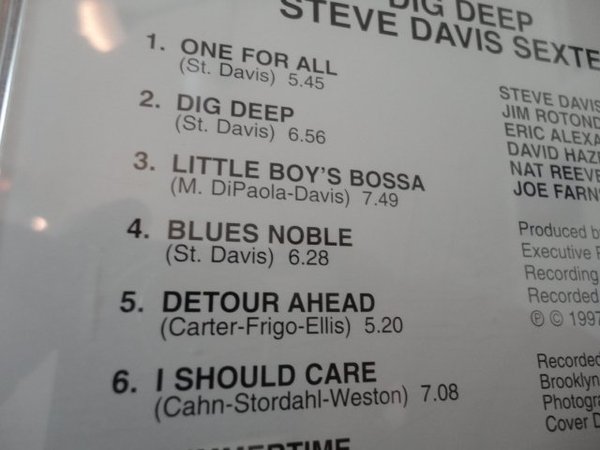 DIG DEEP
STEVE DAVIS SEXTE
1. ONE FOR ALL
(St. Davis) 5.45
2. DIG DEEP
(St. Davis) 6.56
3. LITTLE BOY'S BOSSA
(M. DiPaola-Davis) 7.49
4. BLUES NOBLE
(St. Davis) 6.28
5. DETOUR AHEAD
(Carter-Frigo-Ellis) 5.20
6. I SHOULD CARE
(Cahn-Stordahl-Weston) 7.08
STEVE DAVIS
JIM ROTOND
ERIC ALEXA
DAVID HAZ
NAT REEVE
JOE FARN
Produced b
Executive
Recording
Recorded
℗ © 1997
Recorded
Brooklyn
Photogra
Cover D